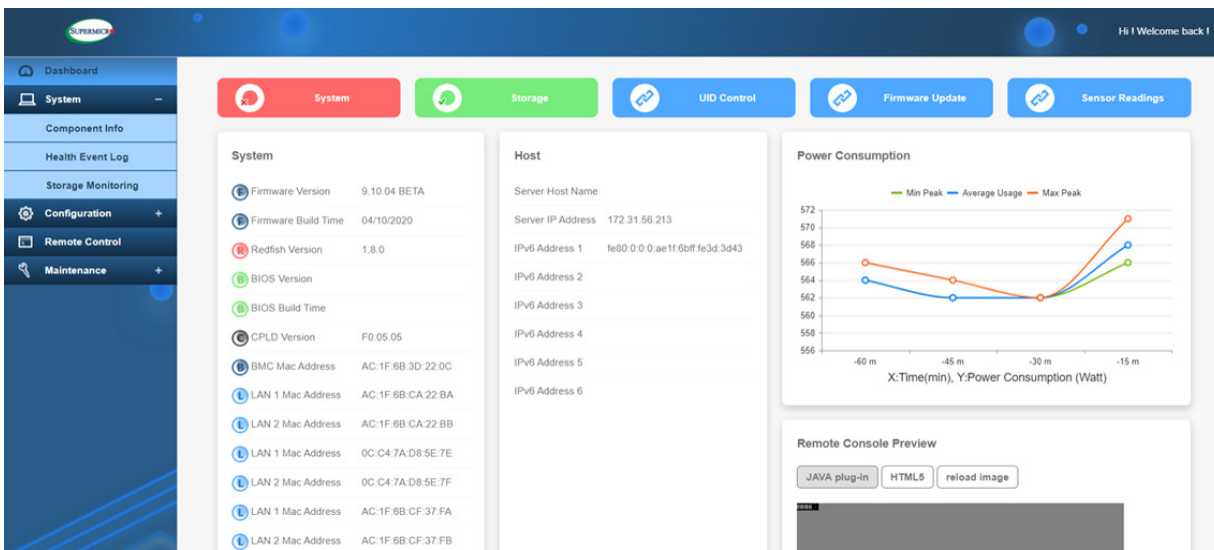 SUPERMICR
Hi ! Welcome back !
Dashboard
System
Component Info
Health Event Log
Storage Monitoring
Configuration
Remote Control
Maintenance
System
Storage
UID Control
Firmware Update
Sensor Readings
System
Firmware Version 9.10.04 BETA
Firmware Build Time 04/10/2020
Redfish Version 1.8.0
BIOS Version
BIOS Build Time
CPLD Version F0.05.05
BMC Mac Address AC:1F:6B:3D:22:0C
LAN 1 Mac Address AC:1F:6B:CA:22:BA
LAN 2 Mac Address AC:1F:6B:CA:22:BB
LAN 1 Mac Address 0C:C4:7A:D8:5E:7E
LAN 2 Mac Address 0C:C4:7A:D8:5E:7F
LAN 1 Mac Address AC:1F:6B:CF:37:FA
LAN 2 Mac Address AC:1F:6B:CF:37:FB
Host
Server Host Name
Server IP Address 172.31.56.213
IPv6 Address 1 fe80:0:0:0:ae1f:6bff:fe3d:3d43
IPv6 Address 2
IPv6 Address 3
IPv6 Address 4
IPv6 Address 5
IPv6 Address 6
Power Consumption
Min Peak Average Usage Max Peak
572
570
568
566
564
562
560
558
556
-60 m -45 m -30 m -15 m
X:Time(min), Y:Power Consumption (Watt)
Remote Console Preview
JAVA plug-in HTML5 reload image